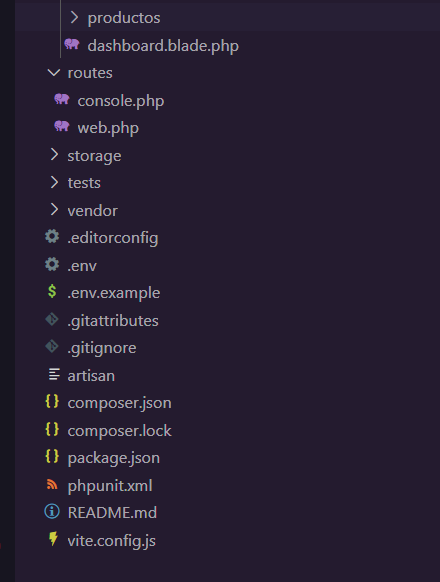 productos
dashboard.blade.php
routes
console.php
web.php
storage
tests
vendor
.editorconfig
.env
.env.example
.gitattributes
.gitignore
artisan
composer.json
composer.lock
package.json
phpunit.xml
README.md
vite.config.js